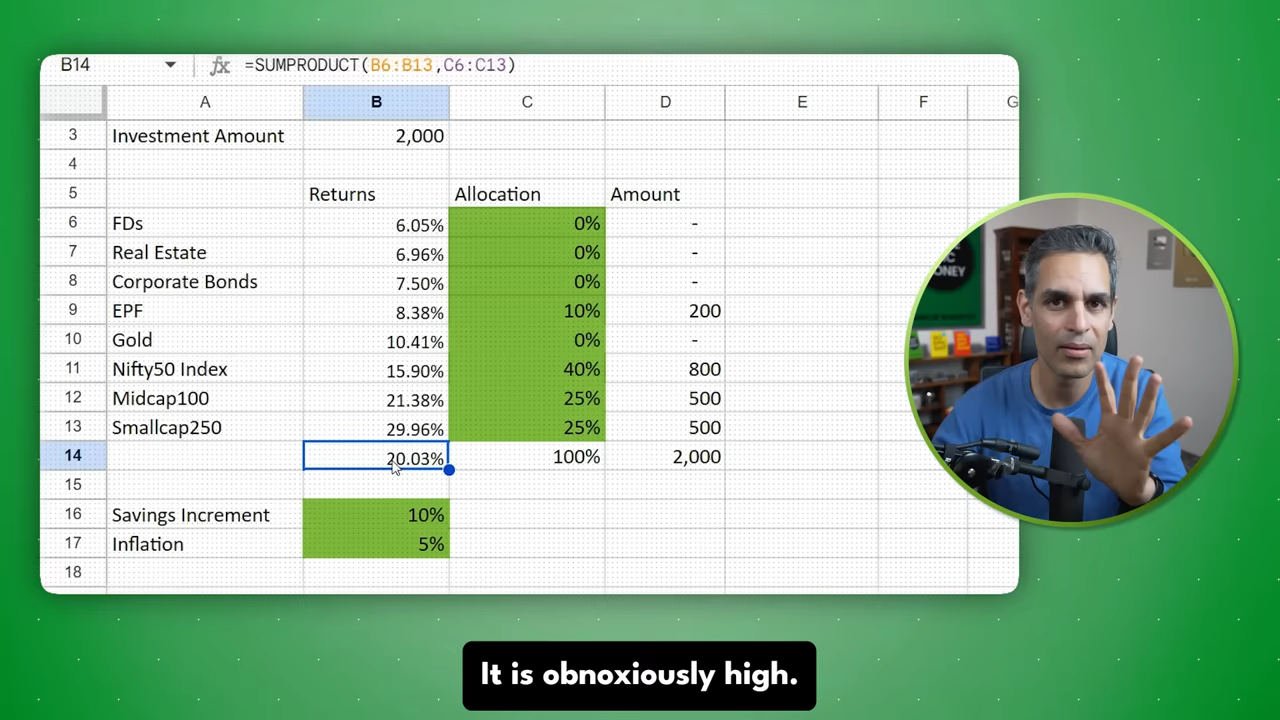 B14 fx =SUMPRODUCT(B6:B13,C6:C13)
A B C D E F G
3 Investment Amount 2,000
4
5 Returns Allocation Amount
6 FDs 6.05% 0% -
7 Real Estate 6.96% 0% -
8 Corporate Bonds 7.50% 0% -
9 EPF 8.38% 10% 200
10 Gold 10.41% 0% -
11 Nifty50 Index 15.90% 40% 800
12 Midcap100 21.38% 25% 500
13 Smallcap250 29.96% 25% 500
14 20.03% 100% 2,000
15
16 Savings Increment 10%
17 Inflation 5%
18
It is obnoxiously high.